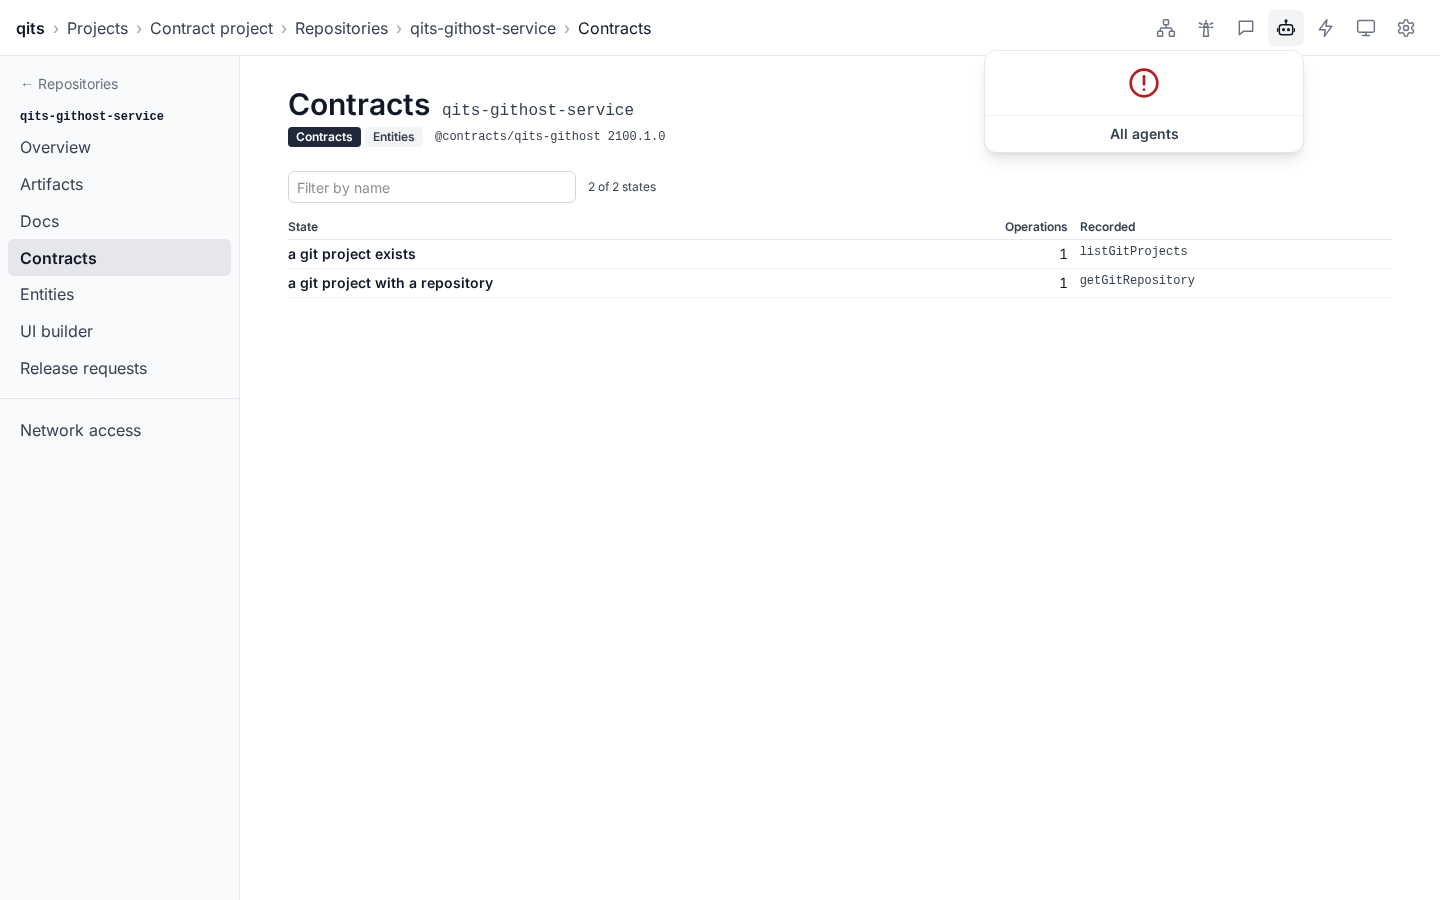 qits › Projects › Contract project › Repositories › qits-githost-service › Contracts
← Repositories
qits-githost-service
Overview
Artifacts
Docs
Contracts
Entities
UI builder
Release requests
Network access
Contracts qits-githost-service
Contracts Entities @contracts/qits-githost 2100.1.0
Filter by name 2 of 2 states
State Operations Recorded
a git project exists 1 listGitProjects
a git project with a repository 1 getGitRepository
All agents